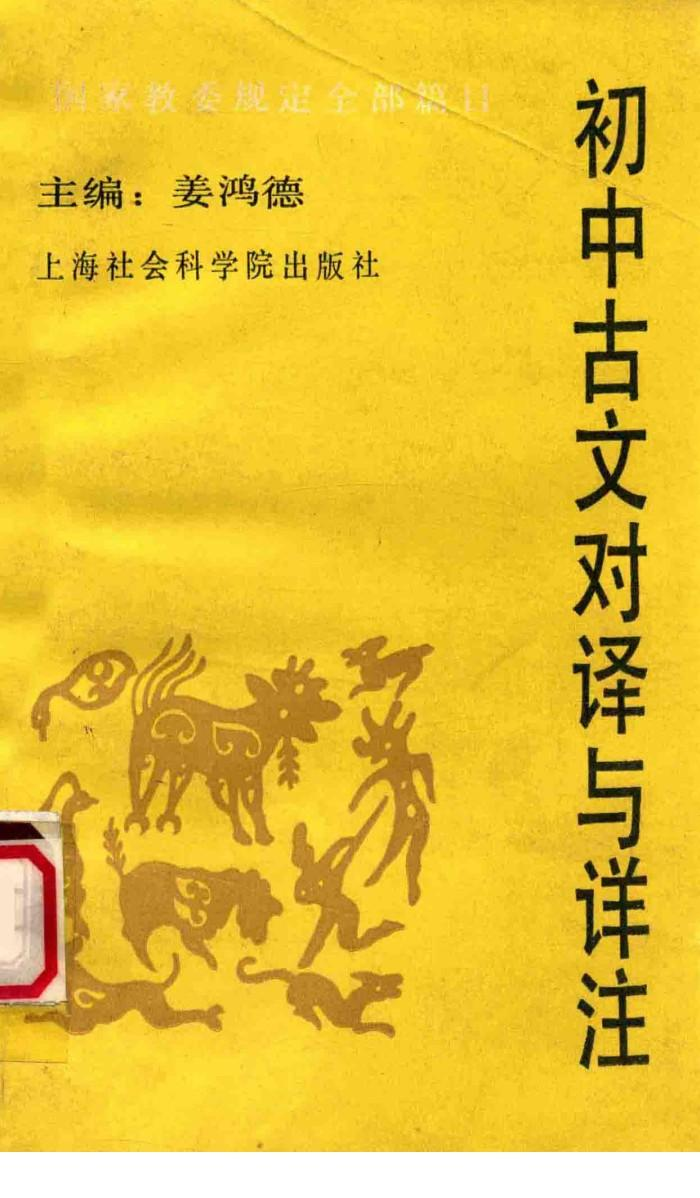 国家教委规定全部篇目
主编：姜鸿德
上海社会科学院出版社
初中古文对译与详注